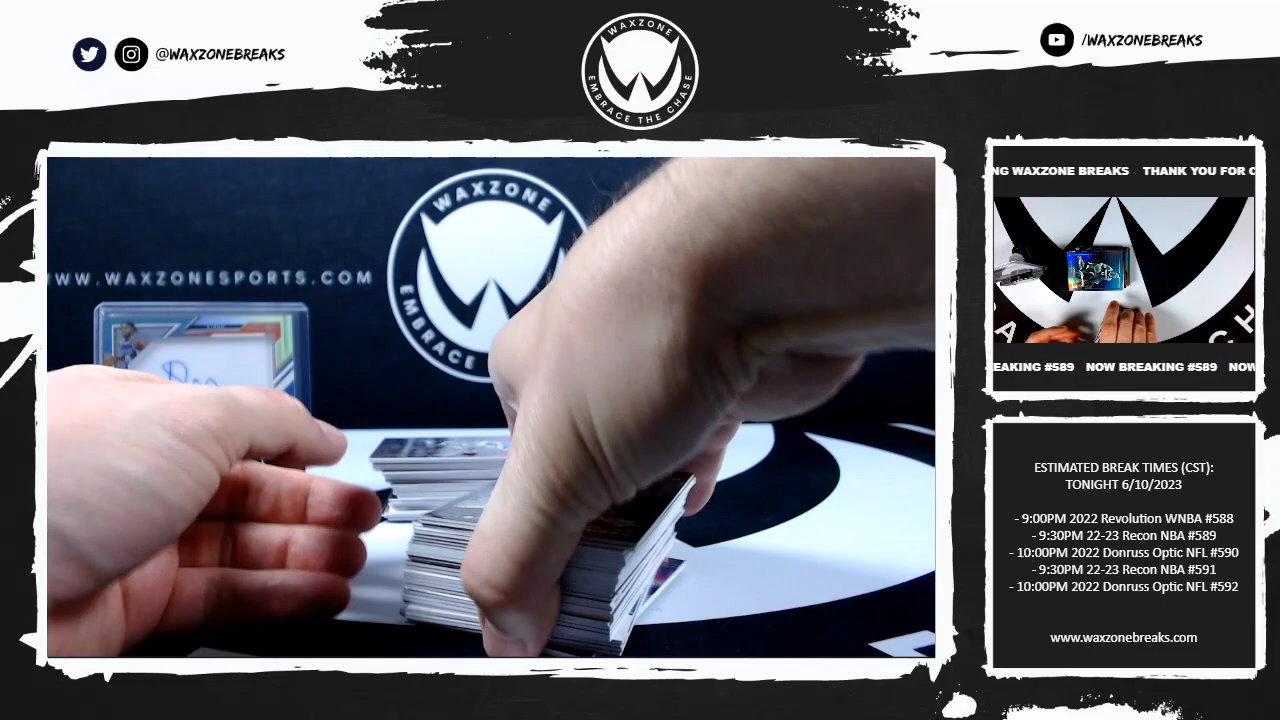 @WAXZONEBREAKS
WAXZONE
EMBRACE THE CHASE
/WAXZONEBREAKS
NG WAXZONE BREAKS THANK YOU FOR
EAKING #589 NOW BREAKING #589 NOW
WWW.WAXZONESPORTS.COM
WAXZONE
EMBRACE
ESTIMATED BREAK TIMES (CST):
TONIGHT 6/10/2023
- 9:00PM 2022 Revolution WNBA #588
- 9:30PM 22-23 Recon NBA #589
- 10:00PM 2022 Donruss Optic NFL #590
- 9:30PM 22-23 Recon NBA #591
- 10:00PM 2022 Donruss Optic NFL #592
www.waxzonebreaks.com